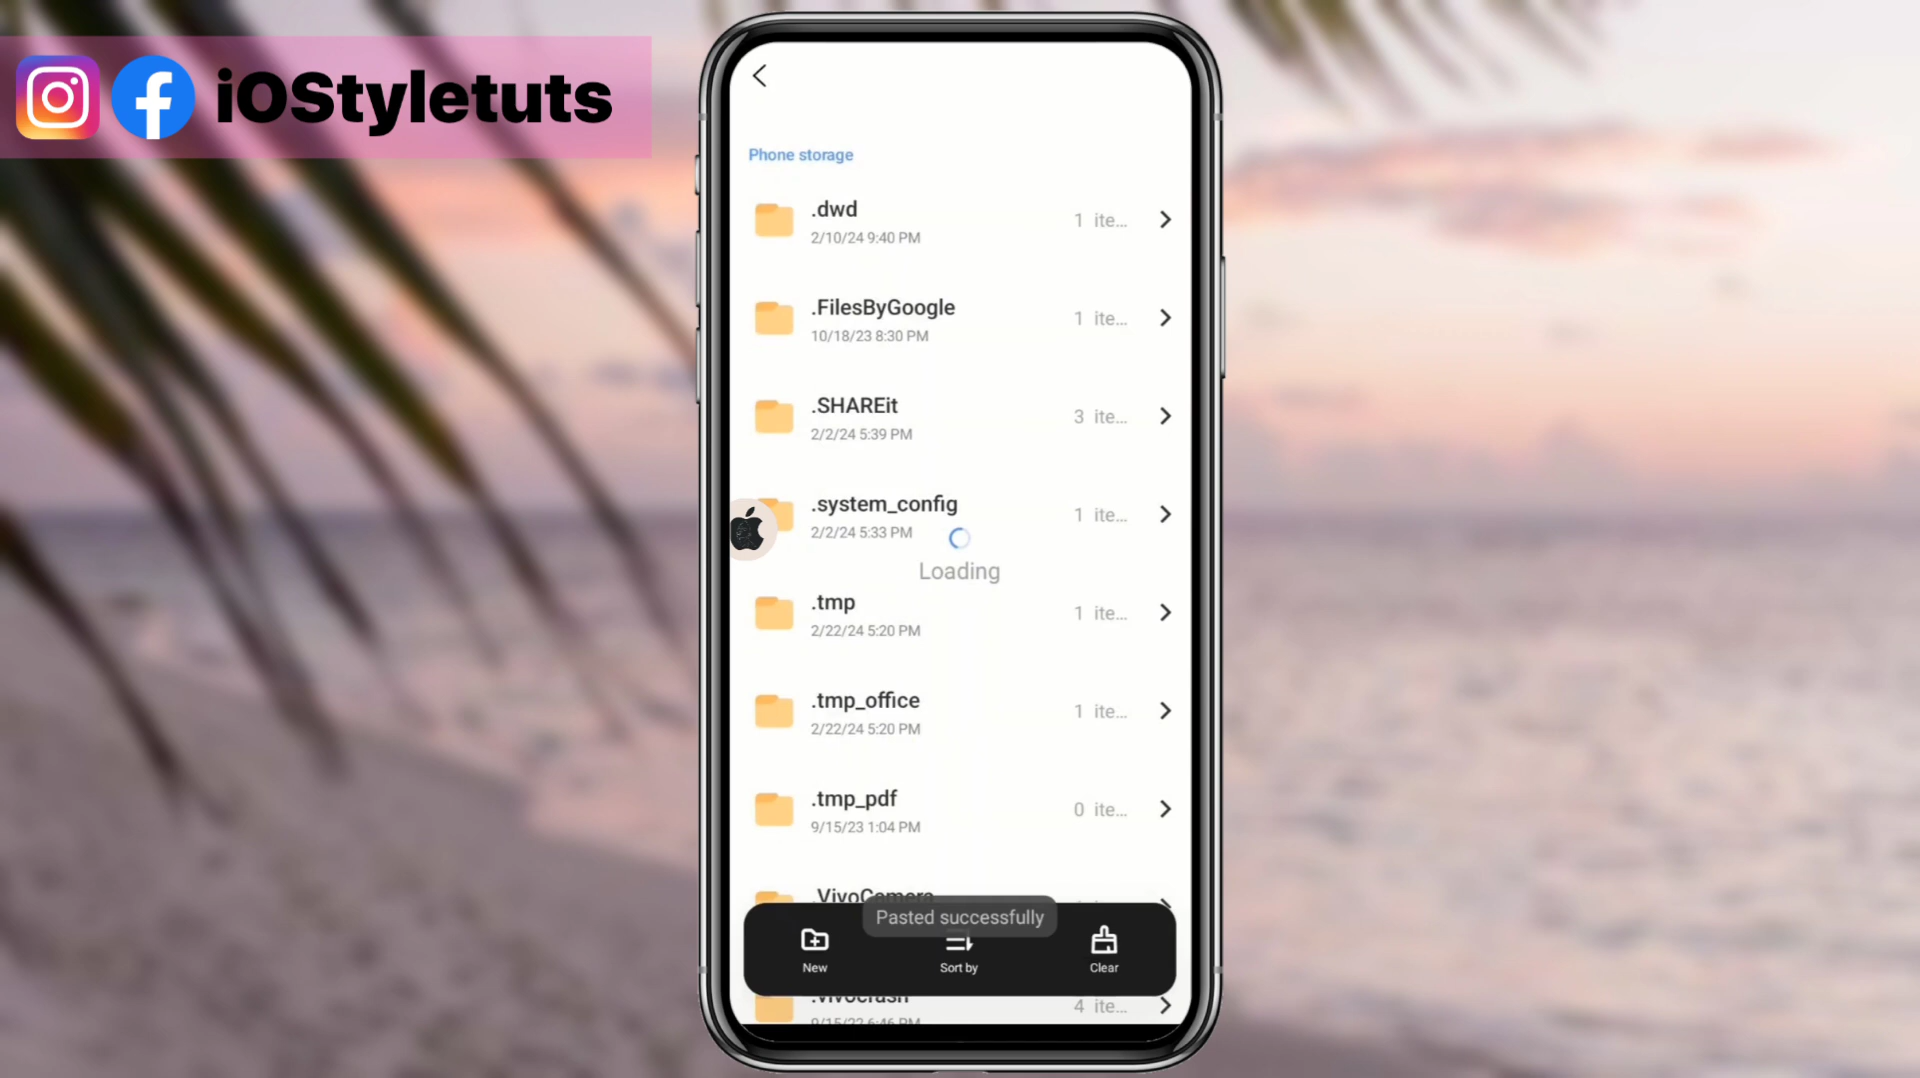 iOStyletuts
Phone storage
.dwd
2/10/24 9:40 PM
1 ite...
.FilesByGoogle
10/18/23 8:30 PM
1 ite...
.SHAREit
2/2/24 5:39 PM
3 ite...
.system_config
2/2/24 5:33 PM
1 ite...
Loading
.tmp
2/22/24 5:20 PM
1 ite...
.tmp_office
2/22/24 5:20 PM
1 ite...
.tmp_pdf
9/15/23 1:04 PM
0 ite...
.VivoCamera
Pasted successfully
New
Sort by
Clear
.vivocrash
4 ite...